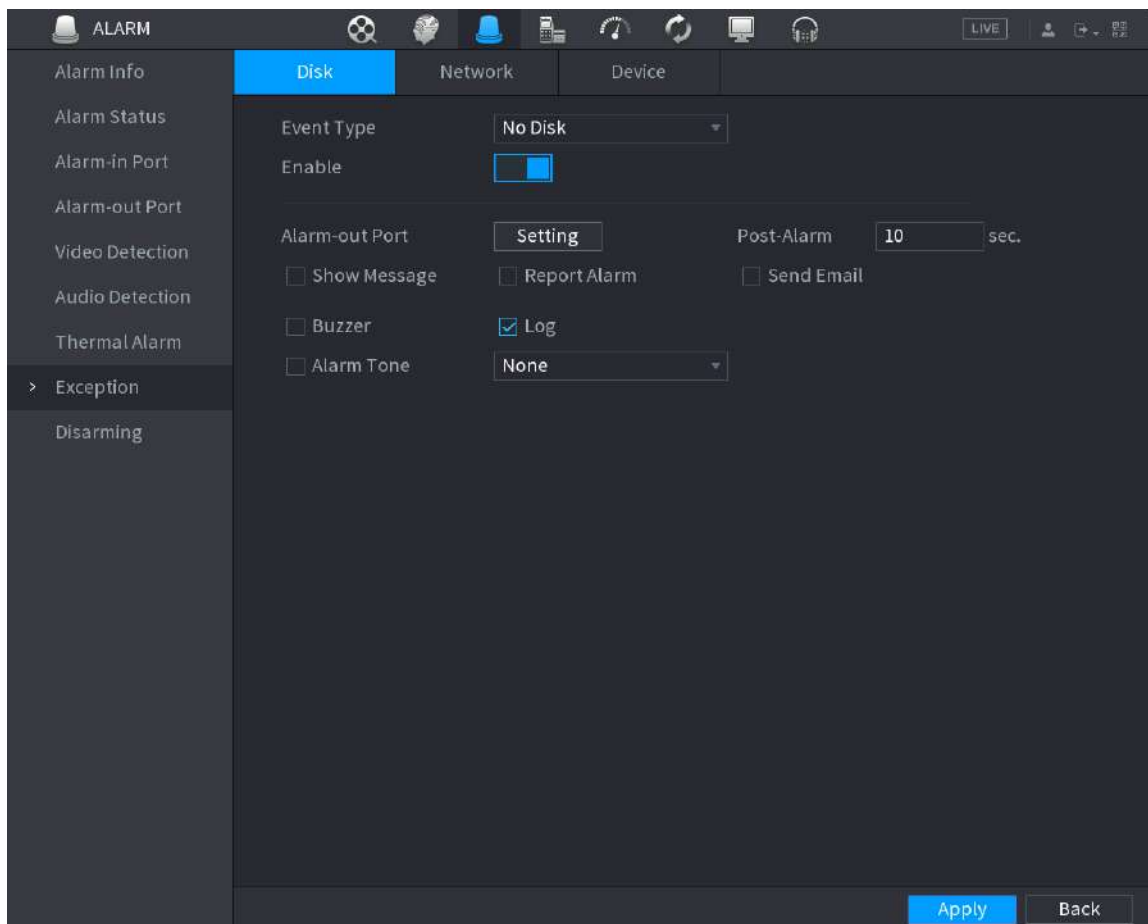 ALARM LIVE
Alarm Info
Alarm Status
Alarm-in Port
Alarm-out Port
Video Detection
Audio Detection
Thermal Alarm
> Exception
Disarming
Disk Network Device
Event Type No Disk
Enable
Alarm-out Port Setting Post-Alarm 10 sec.
Show Message Report Alarm Send Email
Buzzer Log
Alarm Tone None
Apply Back